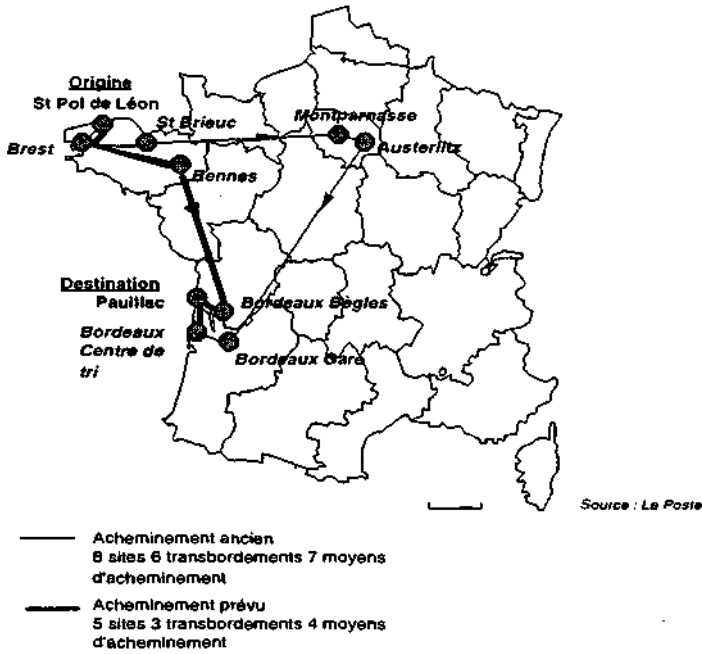 Origine
St Pol de Léon
St Brieuc
Montparnasse
Brest
Austerlitz
Rennes
Destination
Pauillac
Bordeaux Bègles
Bordeaux
Centre de
tri
Bordeaux Gare
Source : La Poste
Acheminement ancien
8 sites 6 transbordements 7 moyens
d'acheminement
Acheminement prévu
5 sites 3 transbordements 4 moyens
d'acheminement